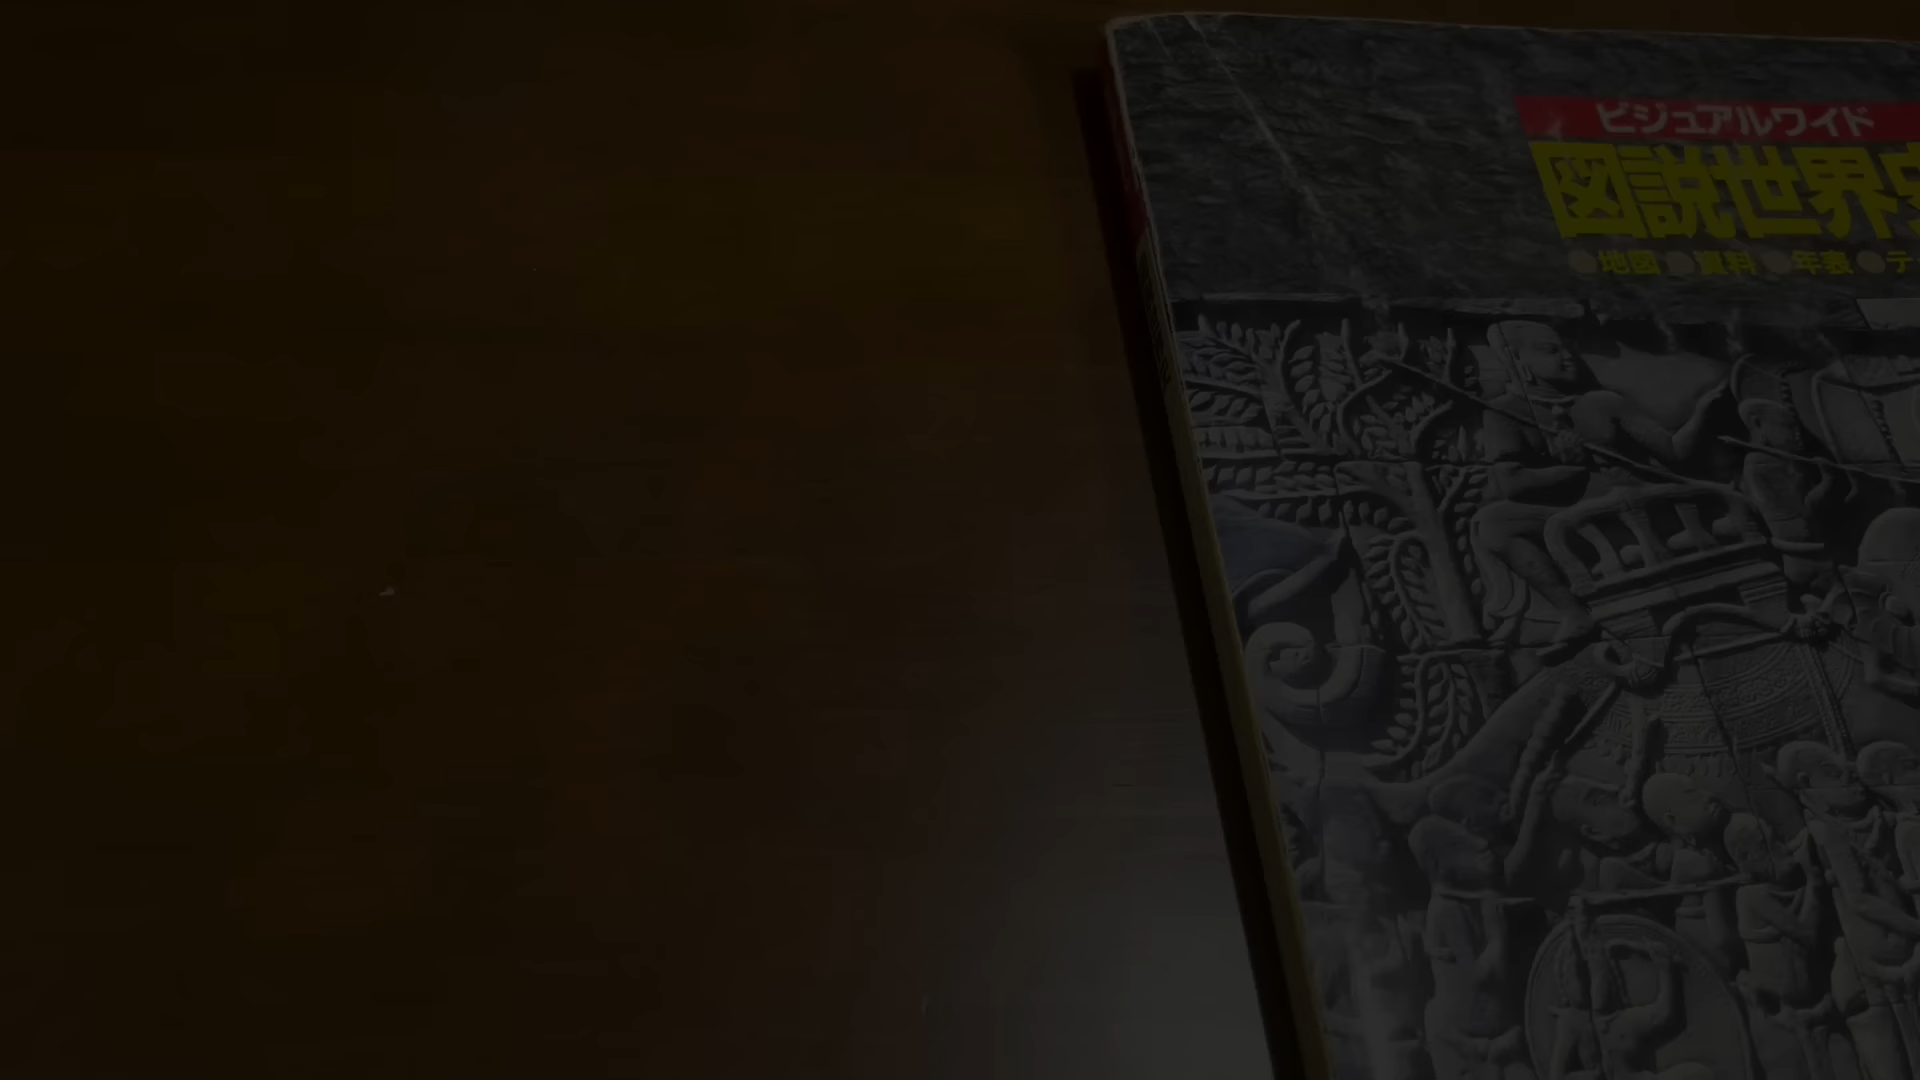 ビジュアルワイド
図説世界史
地図 資料 年表 テ